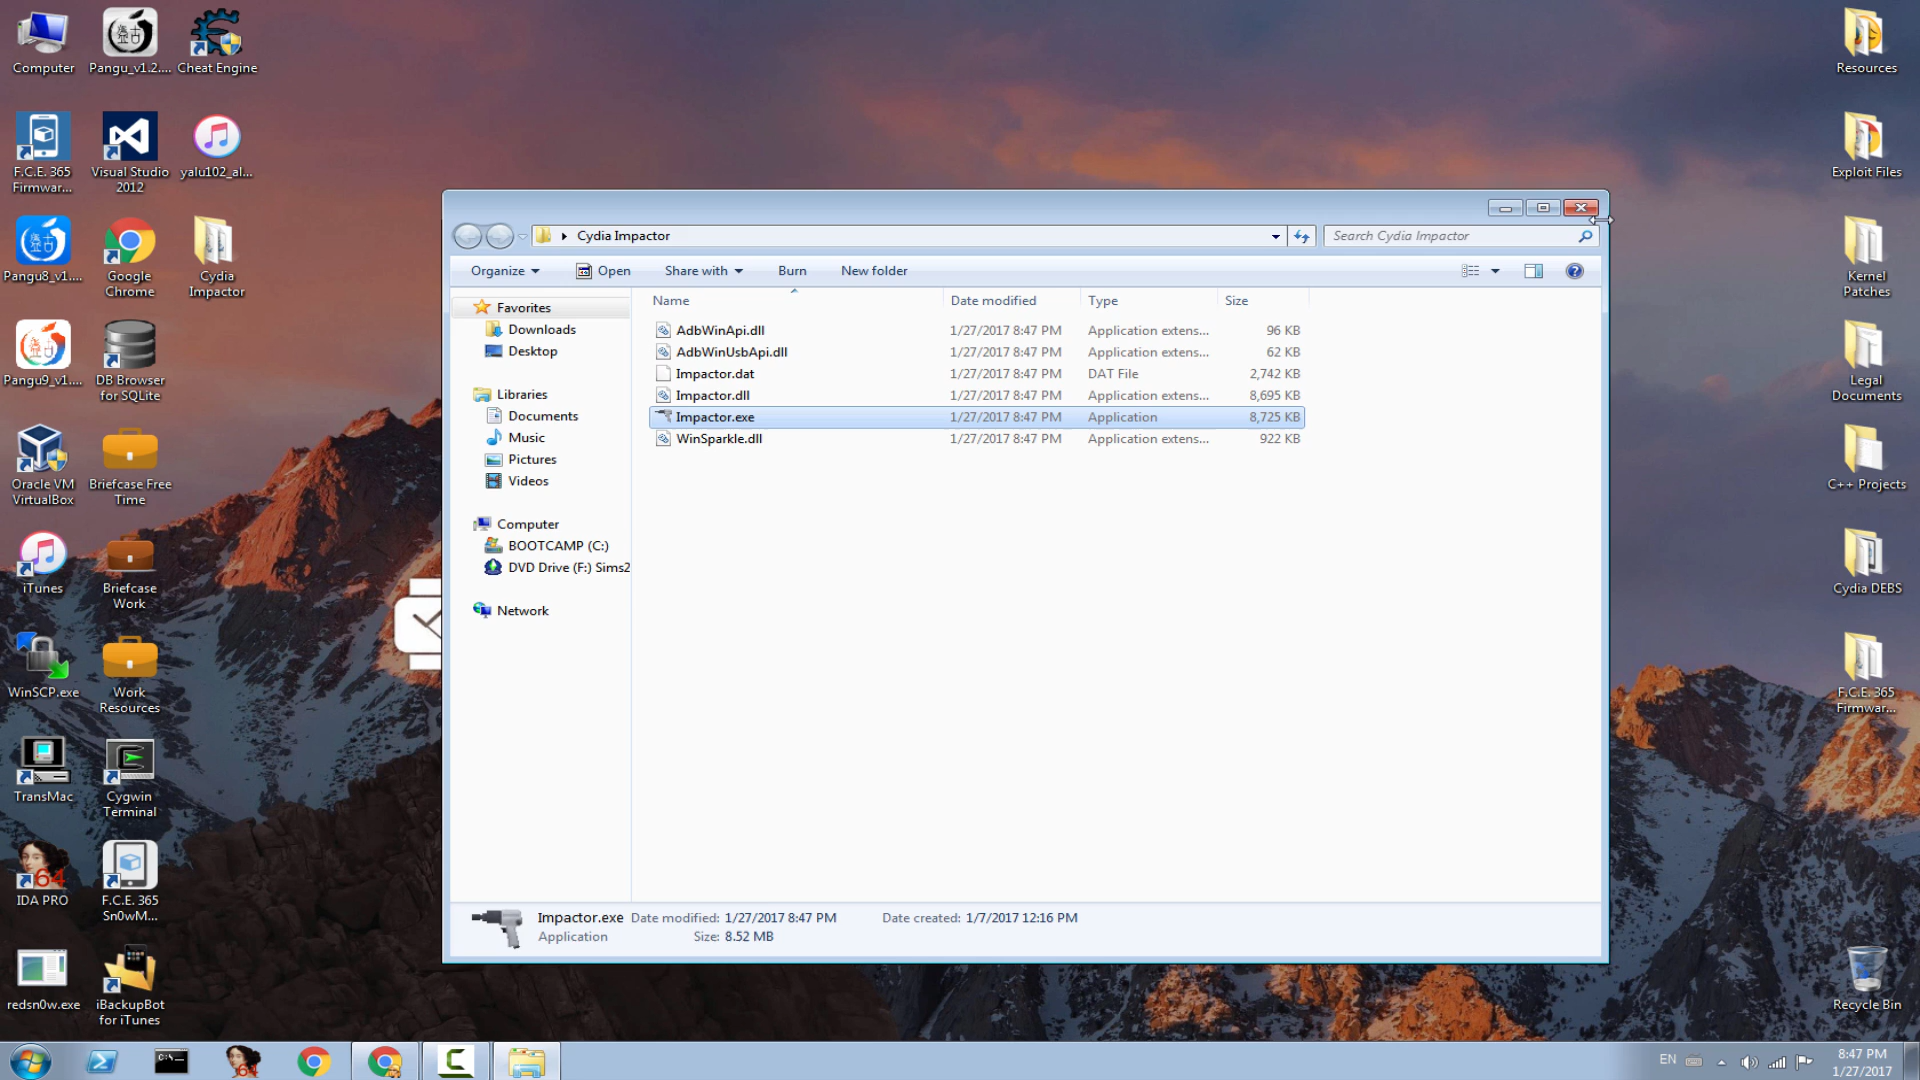 Computer
Pangu_v1.2....
Cheat Engine
F.C.E. 365
Firmwar...
Visual Studio
2012
yalu102_al...
Pangu8_v1....
Google
Chrome
Cydia
Impactor
Pangu9_v1....
DB Browser
for SQLite
Oracle VM
VirtualBox
Briefcase Free
Time
iTunes
Briefcase
Work
WinSCP.exe
Work
Resources
TransMac
Cygwin
Terminal
64
IDA PRO
F.C.E. 365
Sn0wM...
redsn0w.exe
iBackupBot
for iTunes
Cydia Impactor
Search Cydia Impactor
Organize
Open
Share with
Burn
New folder
Favorites
Downloads
Desktop
Libraries
Documents
Music
Pictures
Videos
Computer
BOOTCAMP (C:)
DVD Drive (F:) Sims2
Network
Name Date modified Type Size
AdbWinApi.dll 1/27/2017 8:47 PM Application extens... 96 KB
AdbWinUsbApi.dll 1/27/2017 8:47 PM Application extens... 62 KB
Impactor.dat 1/27/2017 8:47 PM DAT File 2,742 KB
Impactor.dll 1/27/2017 8:47 PM Application extens... 8,695 KB
Impactor.exe 1/27/2017 8:47 PM Application 8,725 KB
WinSparkle.dll 1/27/2017 8:47 PM Application extens... 922 KB
Impactor.exe Date modified: 1/27/2017 8:47 PM Date created: 1/7/2017 12:16 PM
Application Size: 8.52 MB
Resources
Exploit Files
Kernel
Patches
Legal
Documents
C++ Projects
Cydia DEBS
F.C.E. 365
Firmwar...
Recycle Bin
C:\
64
EN
8:47 PM
1/27/2017